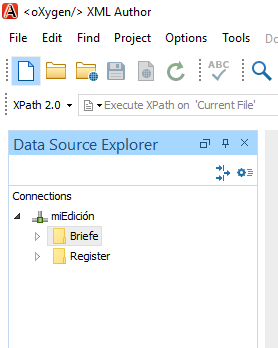 <oXygen/> XML Author
File Edit Find Project Options Tools Do
XPath 2.0 Execute XPath on 'Current File'
Data Source Explorer
Connections
miEdición
Briefe
Register